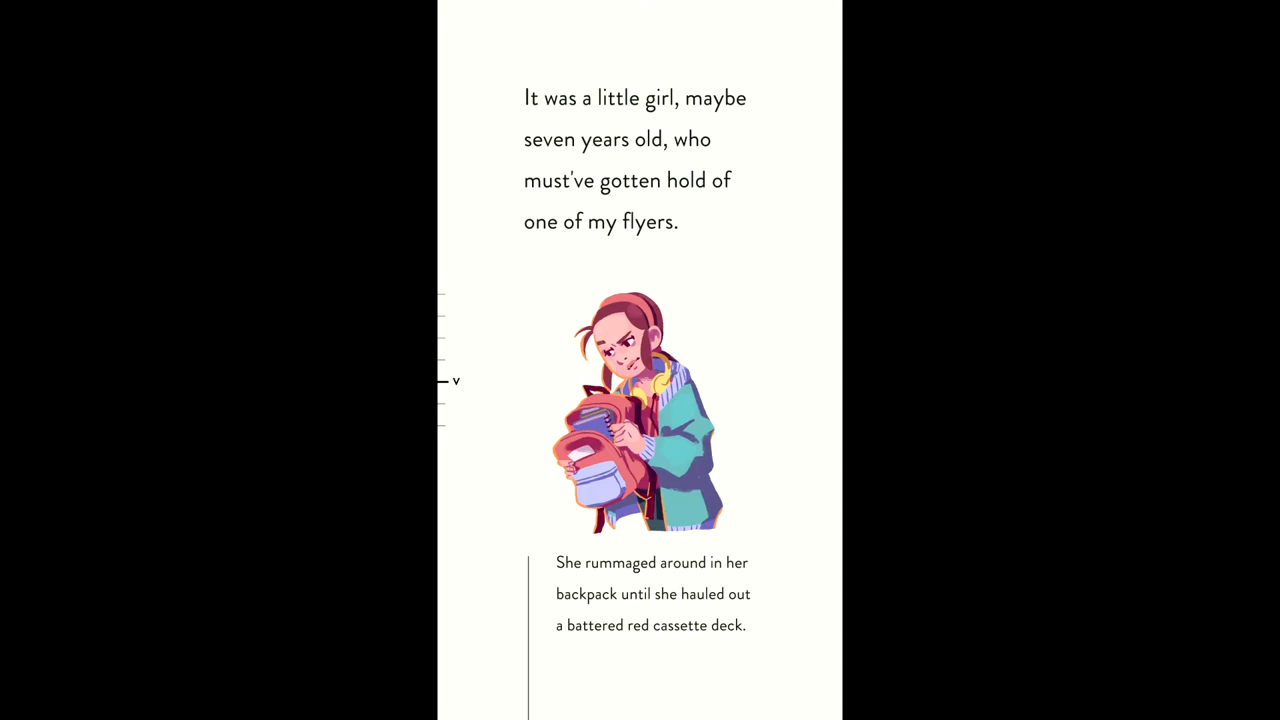 It was a little girl, maybe
seven years old, who
must've gotten hold of
one of my flyers.
v
She rummaged around in her
backpack until she hauled out
a battered red cassette deck.